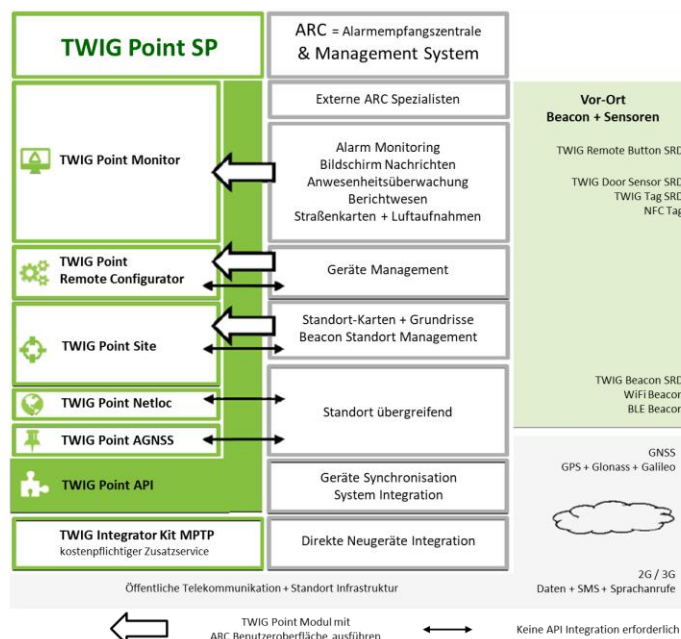 TWIG Point SP
ARC = Alarmempfangszentrale
& Management System
Externe ARC Spezialisten
TWIG Point Monitor
Alarm Monitoring
Bildschirm Nachrichten
Anwesenheitsüberwachung
Berichtwesen
Straßenkarten + Luftaufnahmen
TWIG Point
Remote Configurator
Geräte Management
TWIG Point Site
Standort-Karten + Grundrisse
Beacon Standort Management
TWIG Point Netloc
TWIG Point AGNSS
Standort übergreifend
TWIG Point API
Geräte Synchronisation
System Integration
TWIG Integrator Kit MPTP
kostenpflichtiger Zusatzservice
Direkte Neugeräte Integration
Vor-Ort
Beacon + Sensoren
TWIG Remote Button SRD
TWIG Door Sensor SRD
TWIG Tag SRD
NFC Tag
TWIG Beacon SRD
WiFi Beacon
BLE Beacon
GNSS
GPS + Glonass + Galileo
2G / 3G
Daten + SMS + Sprachanrufe
Öffentliche Telekommunikation + Standort Infrastruktur
TWIG Point Modul mit
ARC Benutzeroberfläche ausführen
Keine API Integration erforderlich